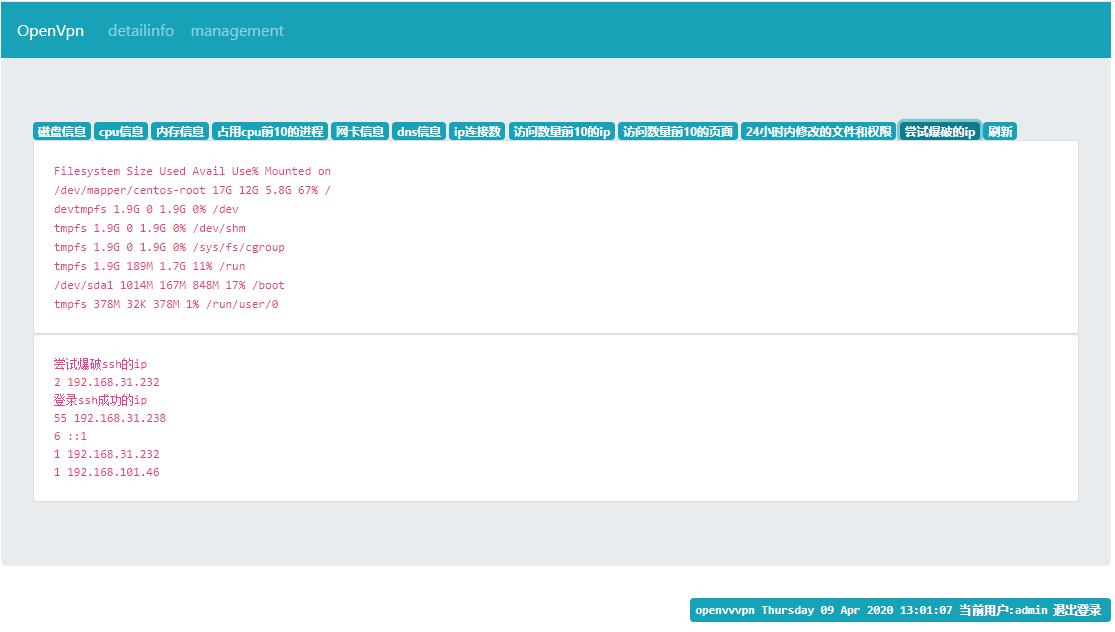 OpenVpn detailinfo management
磁盘信息 cpu信息 内存信息 占用cpu前10的进程 网卡信息 dns信息 ip连接数 访问数量前10的ip 访问数量前10的页面 24小时内修改的文件和权限 尝试爆破的ip 刷新
Filesystem Size Used Avail Use% Mounted on
/dev/mapper/centos-root 17G 12G 5.8G 67% /
devtmpfs 1.9G 0 1.9G 0% /dev
tmpfs 1.9G 0 1.9G 0% /dev/shm
tmpfs 1.9G 0 1.9G 0% /sys/fs/cgroup
tmpfs 1.9G 189M 1.7G 11% /run
/dev/sda1 1014M 167M 848M 17% /boot
tmpfs 378M 32K 378M 1% /run/user/0
尝试爆破ssh的ip
2 192.168.31.232
登录ssh成功的ip
55 192.168.31.238
6 ::1
1 192.168.31.232
1 192.168.101.46
openvvvpn Thursday 09 Apr 2020 13:01:07 当前用户:admin 退出登录